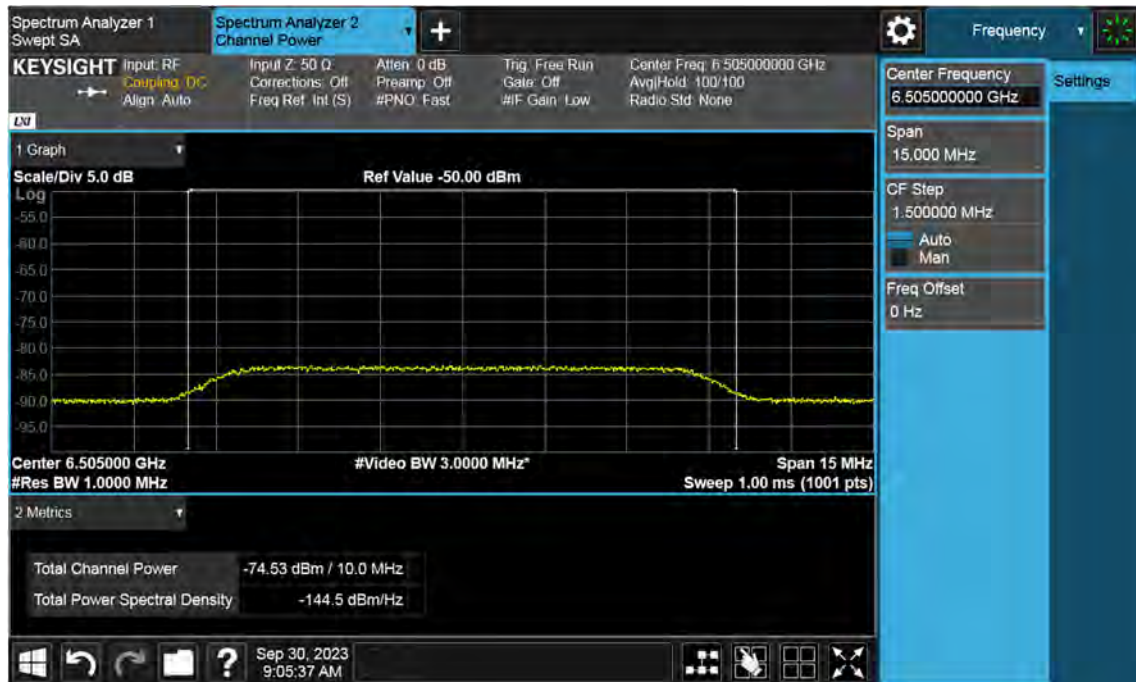 Spectrum Analyzer 1
Swept SA
Spectrum Analyzer 2
Channel Power
+
Frequency
KEYSIGHT
Input: RF
Coupling: DC
Align: Auto
Input Z: 50 Ω
Corrections: Off
Freq Ref: Int (S)
Atten: 0 dB
Preamp: Off
#PNO: Fast
Trig: Free Run
Gate: Off
#IF Gain: Low
Center Freq: 6.505000000 GHz
Avg|Hold: 100/100
Radio Std: None
LXI
1 Graph
Scale/Div 5.0 dB
Ref Value -50.00 dBm
Log
-55.0
-60.0
-65.0
-70.0
-75.0
-80.0
-85.0
-90.0
-95.0
Center 6.505000 GHz
#Video BW 3.0000 MHz*
Span 15 MHz
#Res BW 1.0000 MHz
Sweep 1.00 ms (1001 pts)
2 Metrics
Total Channel Power -74.53 dBm / 10.0 MHz
Total Power Spectral Density -144.5 dBm/Hz
Center Frequency
6.505000000 GHz
Settings
Span
15.000 MHz
CF Step
1.500000 MHz
Auto
Man
Freq Offset
0 Hz
?
Sep 30, 2023
9:05:37 AM